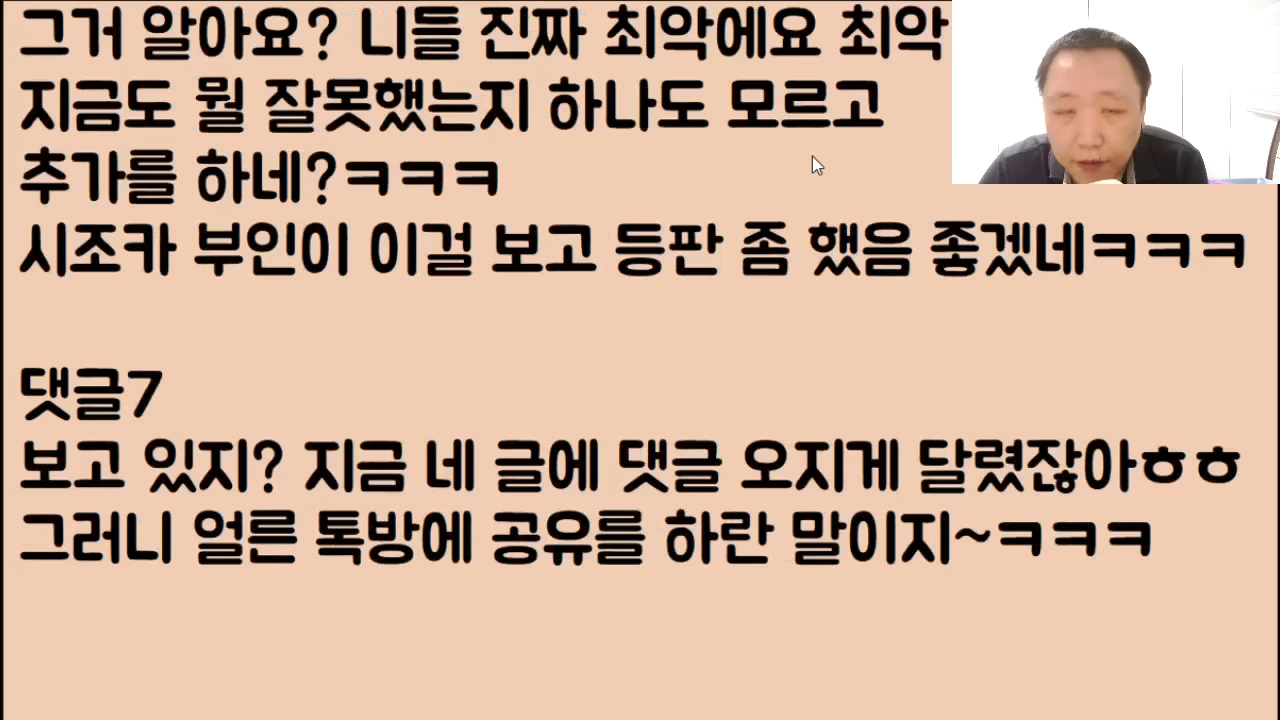 그거 알아요? 니들 진짜 최악에요 최악
지금도 뭘 잘못했는지 하나도 모르고
추가를 하네?ㅋㅋㅋ
시조카 부인이 이걸 보고 등판 좀 했음 좋겠네ㅋㅋㅋ
댓글7
보고 있지? 지금 네 글에 댓글 오지게 달렸잖아ㅎㅎ
그러니 얼른 톡방에 공유를 하란 말이지~ㅋㅋㅋ